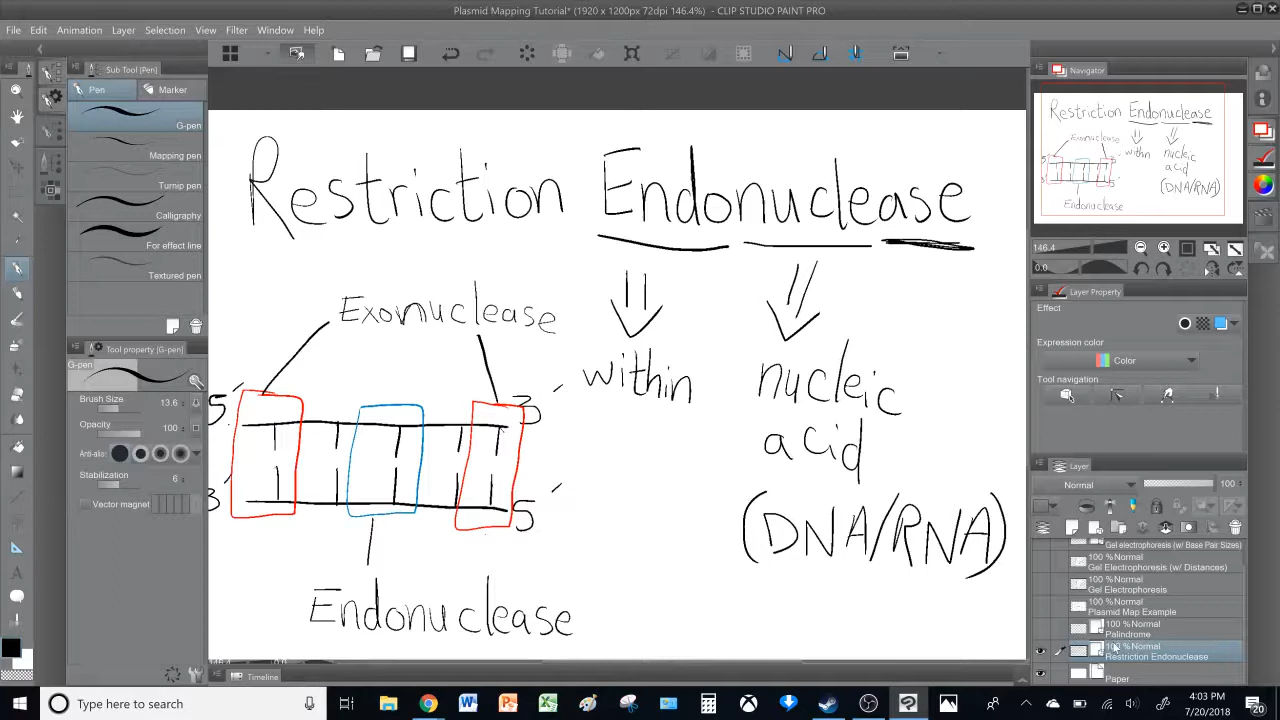 Plasmid Mapping Tutorial* (1920 x 1200px 72dpi 146.4%) - CLIP STUDIO PAINT PRO
File Edit Animation Layer Selection View Filter Window Help
Sub Tool (Pen)
Pen Marker
G-pen
Mapping pen
Turnip pen
Calligraphy
For effect line
Textured pen
Tool property (G-pen)
G-pen
Brush Size 13.6
Opacity 100
Anti-alia
Stabilization
6
Vector magnet
Restriction Endonuclease
Exonuclease
within nucleic
acid
(DNA/RNA)
5' 3'
3' 5'
Endonuclease
146.4 0.0
Timeline
Navigator
Restriction Endonuclease
Exonuclease
within nucleic
acid
(DNA/RNA)
Endonuclease
146.4
0.0
Layer Property
Effect
Expression color
Color
Tool navigation
Layer
Normal 100
Gel electrophoresis (w/ Base Pair Sizes)
100 %Normal
Gel Electrophoresis (w/ Distances)
100 %Normal
Gel Electrophoresis
100 %Normal
Plasmid Map Example
100 %Normal
Palindrome
100 %Normal
Restriction Endonuclease
Paper
Type here to search
4:03 PM
7/20/2018
20